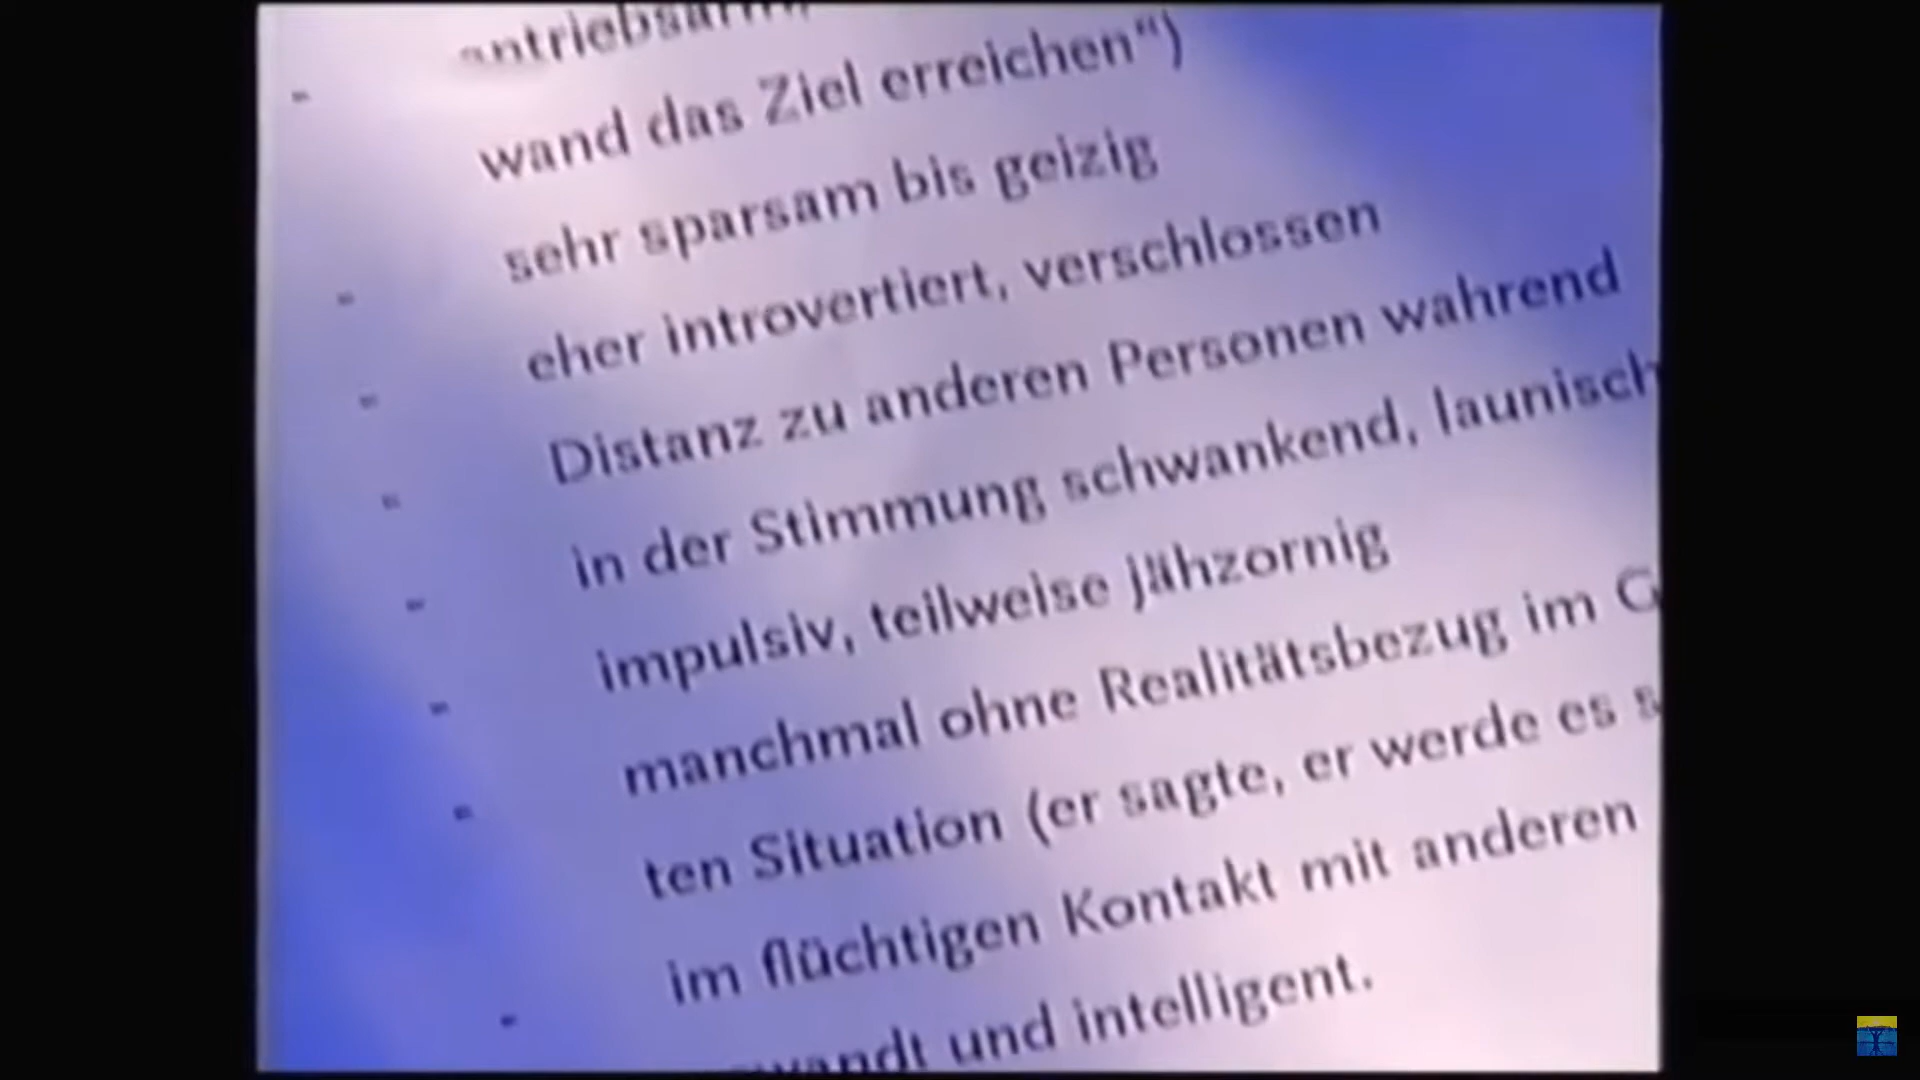 wand das Ziel erreichen“)
- sehr sparsam bis geizig
- eher introvertiert, verschlossen
- Distanz zu anderen Personen wahrend
- in der Stimmung schwankend, launisch
- impulsiv, teilweise jähzornig
- manchmal ohne Realitätsbezug im
ten Situation (er sagte, er werde es
- im flüchtigen Kontakt mit anderen
und intelligent.